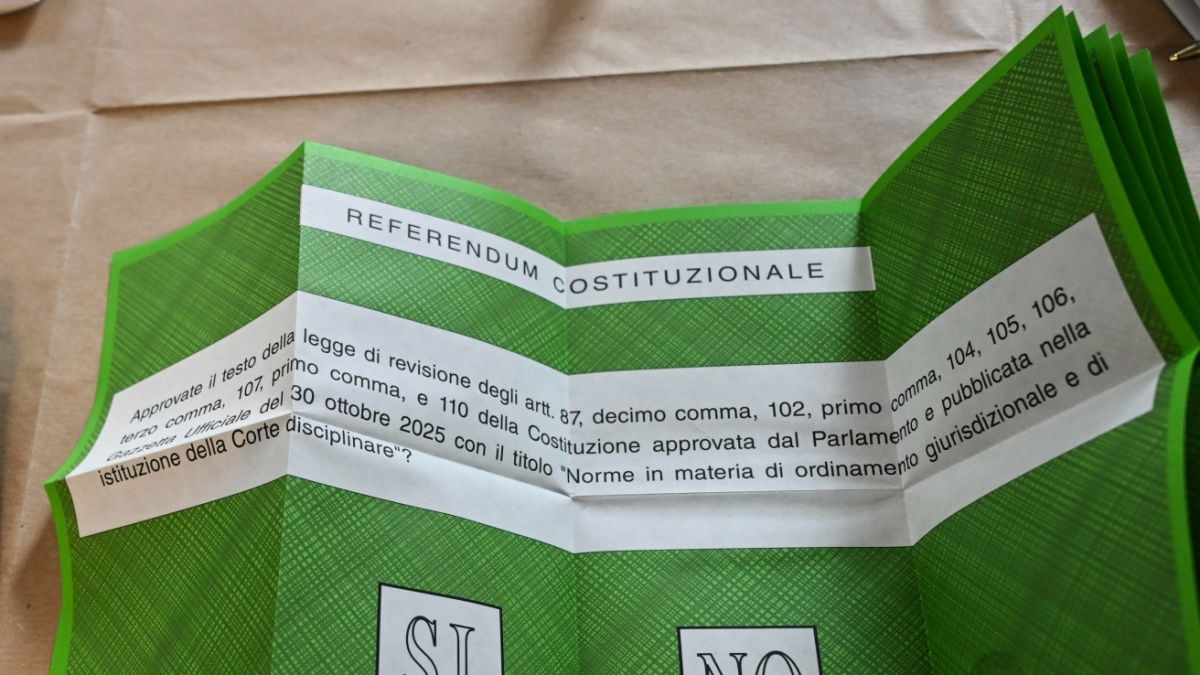 REFERENDUM COSTITUZIONALE
Approvate il testo della legge di revisione degli artt. 87, decimo comma, 102, primo comma, 104, 105, 106,
terzo comma, 107, primo comma, e 110 della Costituzione approvata dal Parlamento e pubblicata nella
Gazzetta Ufficiale del 30 ottobre 2025 con il titolo "Norme in materia di ordinamento giurisdizionale e di
istituzione della Corte disciplinare"?
SI NO